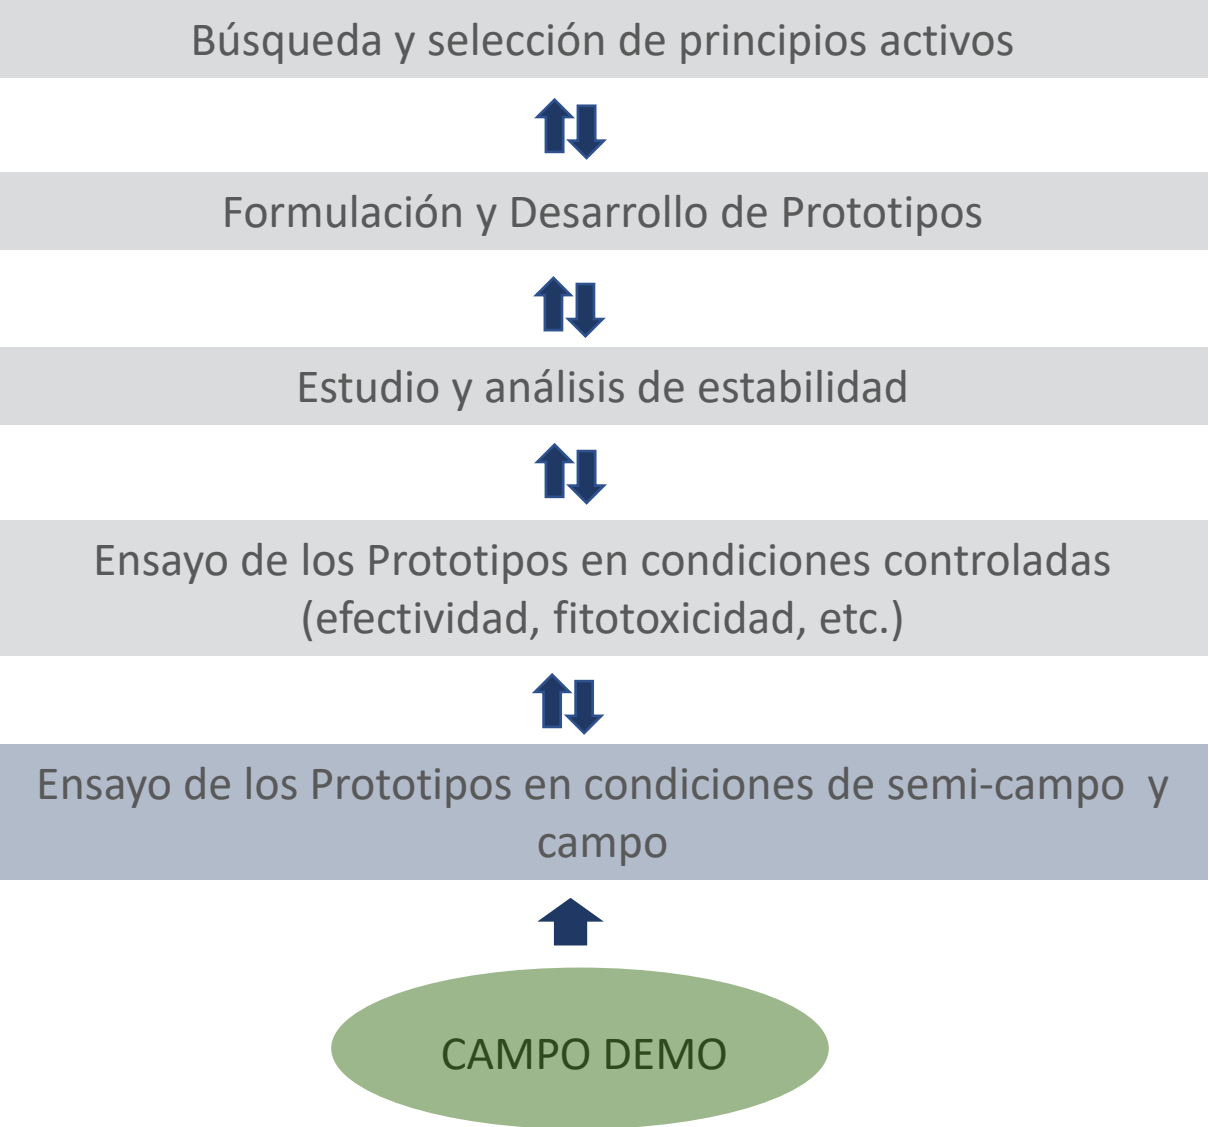 Búsqueda y selección de principios activos
Formulación y Desarrollo de Prototipos
Estudio y análisis de estabilidad
Ensayo de los Prototipos en condiciones controladas
(efectividad, fitotoxicidad, etc.)
Ensayo de los Prototipos en condiciones de semi-campo y
campo
CAMPO DEMO